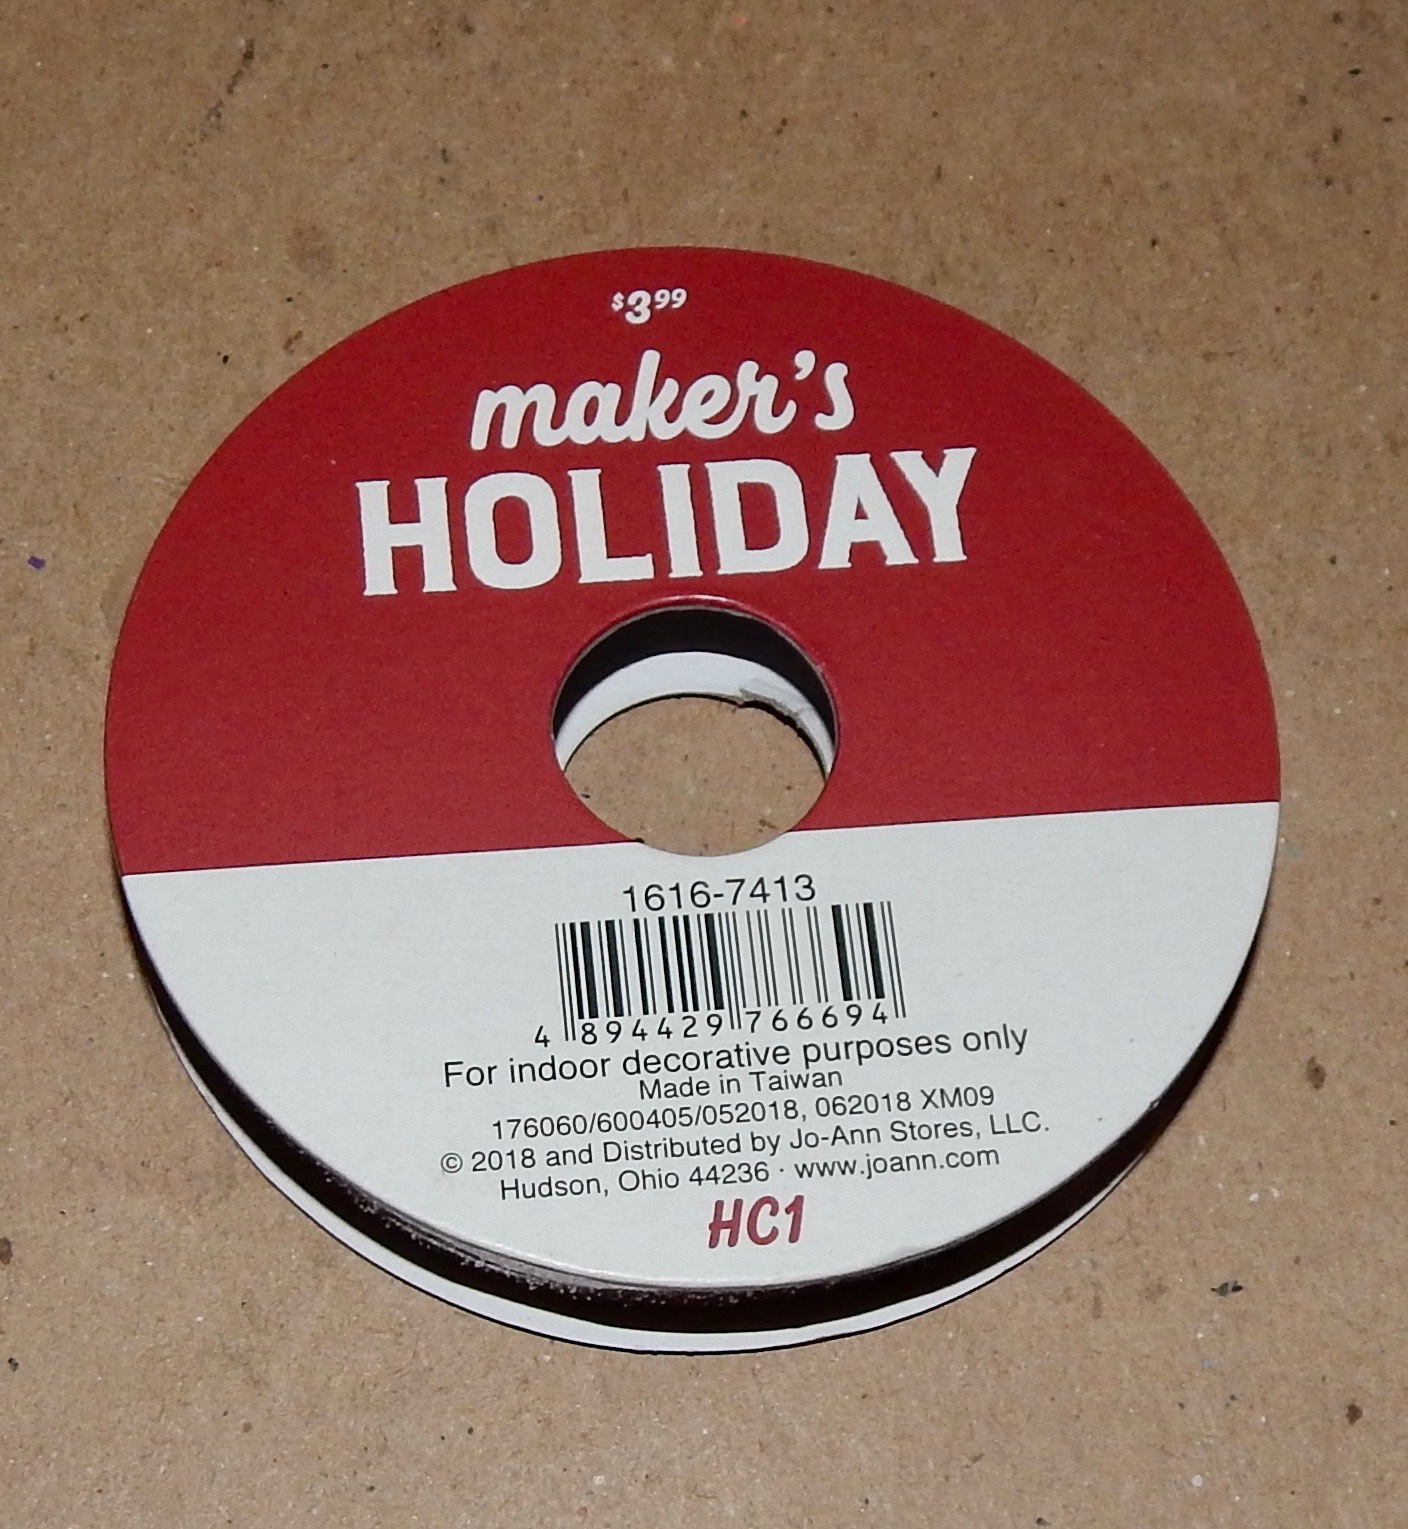 $3.99
maker's
HOLIDAY
1616-7413
4 894429 766694
For indoor decorative purposes only
Made in Taiwan
176060/600405/052018, 062018 XM09
© 2018 and Distributed by Jo-Ann Stores, LLC.
Hudson, Ohio 44236 · www.joann.com
HC1